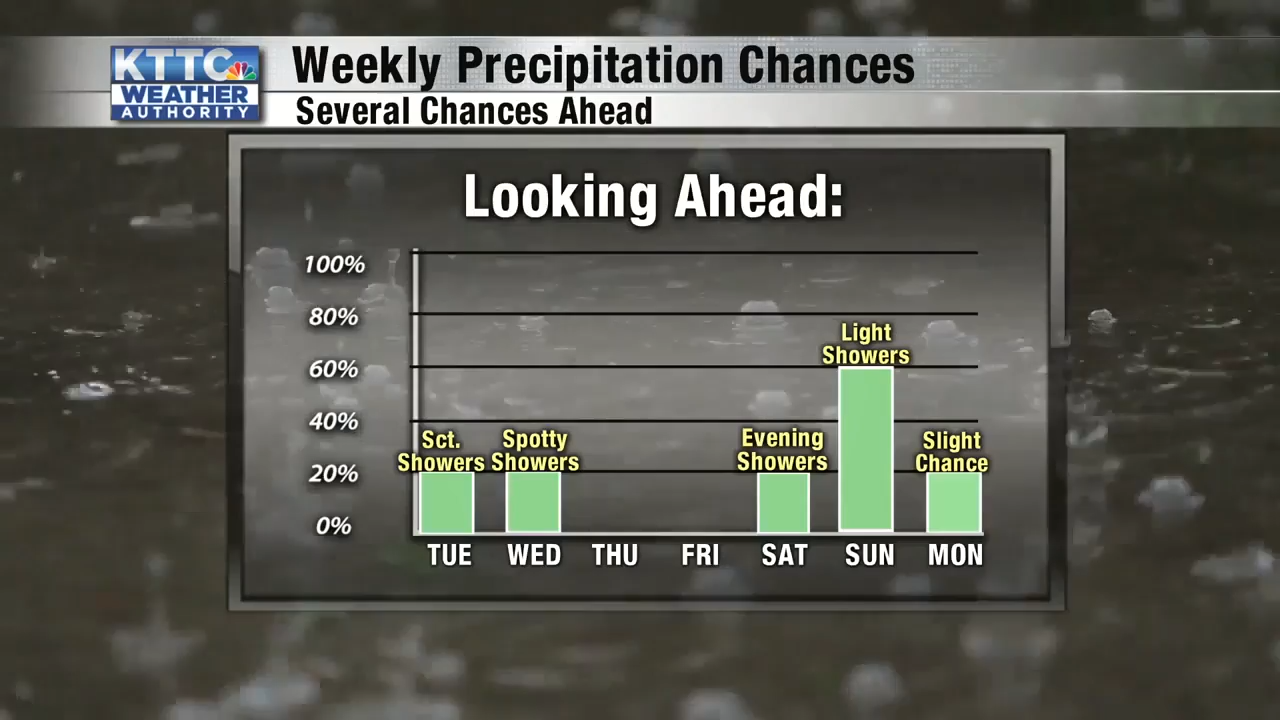 KTTC
WEATHER
AUTHORITY
Weekly Precipitation Chances
Several Chances Ahead
Looking Ahead:
100%
80%
60%
40%
20%
0%
Sct.
Showers
Spotty
Showers
Evening
Showers
Light
Showers
Slight
Chance
TUE WED THU FRI SAT SUN MON